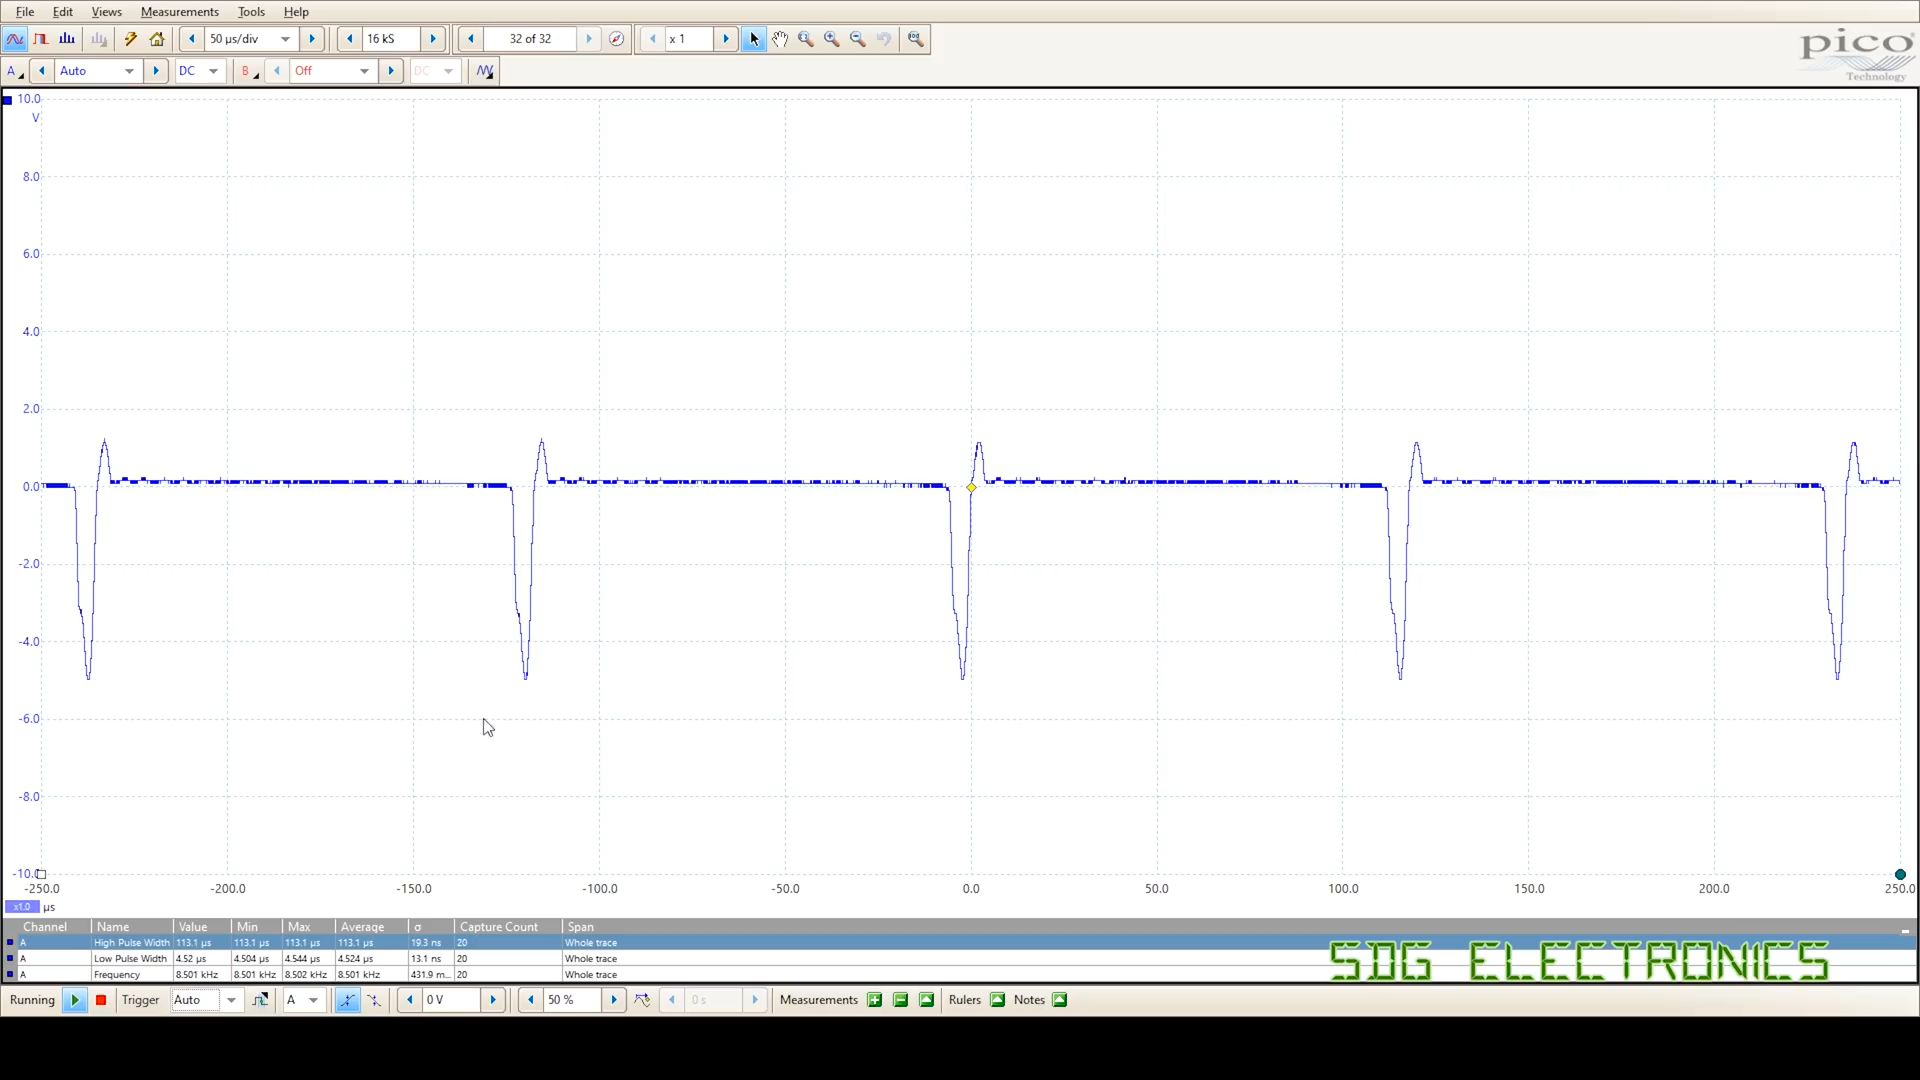 File Edit Views Measurements Tools Help
50 µs/div 16 kS 32 of 32 x 1
pico
Technology
A Auto DC B Off DC
10.0
V
8.0
6.0
4.0
2.0
0.0
-2.0
-4.0
-6.0
-8.0
-10.0
-250.0 -200.0 -150.0 -100.0 -50.0 0.0 50.0 100.0 150.0 200.0 250.0
x1.0 µs
Channel Name Value Min Max Average σ Capture Count Span
A High Pulse Width 113.1 µs 113.1 µs 113.1 µs 113.1 µs 19.3 ns 20 Whole trace
A Low Pulse Width 4.52 µs 4.504 µs 4.544 µs 4.524 µs 13.1 ns 20 Whole trace
A Frequency 8.501 kHz 8.501 kHz 8.502 kHz 8.501 kHz 431.9 m... 20 Whole trace
SDG ELECTRONICS
Running Trigger Auto A 0 V 50 % 0 s Measurements Rulers Notes